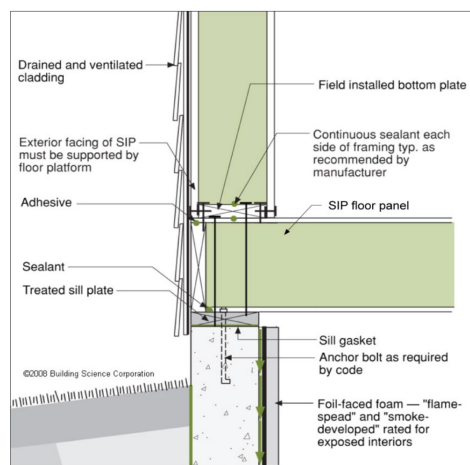 Drained and ventilated
cladding
Field installed bottom plate
Exterior facing of SIP
must be supported by
floor platform
Continuous sealant each
side of framing typ. as
recommended by
manufacturer
Adhesive
SIP floor panel
Sealant
Treated sill plate
Sill gasket
©2008 Building Science Corporation
Anchor bolt as required
by code
Foil-faced foam — "flame-
spead" and "smoke-
developed" rated for
exposed interiors